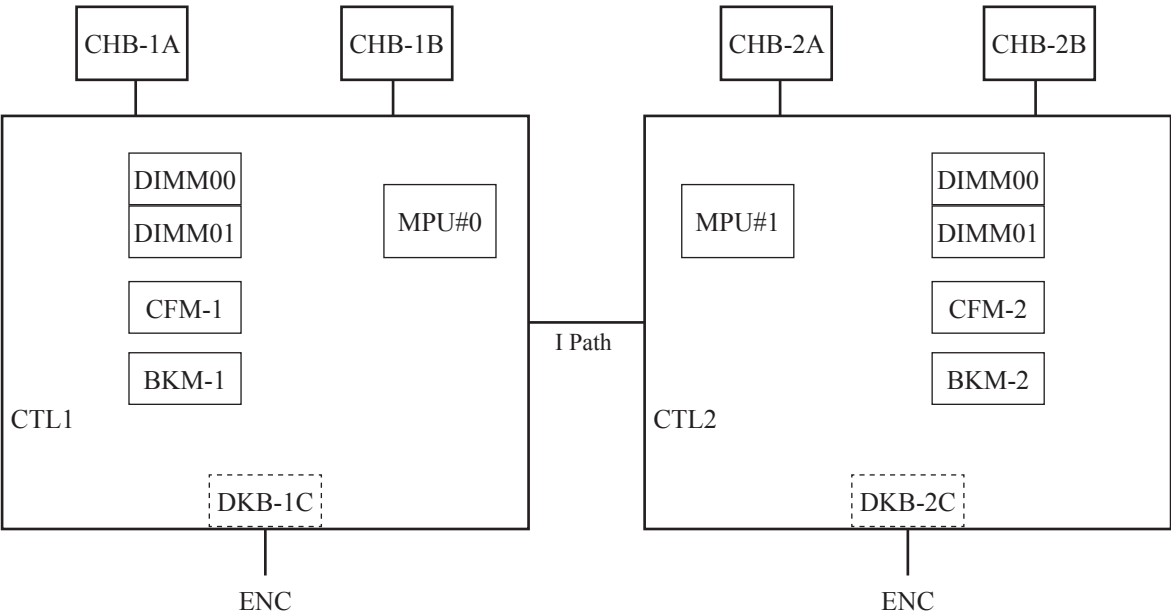 CHB-1A
CHB-1B
CHB-2A
CHB-2B
DIMM00
DIMM01
MPU#0
CFM-1
BKM-1
CTL1
DKB-1C
ENC
I Path
MPU#1
DIMM00
DIMM01
CFM-2
BKM-2
CTL2
DKB-2C
ENC